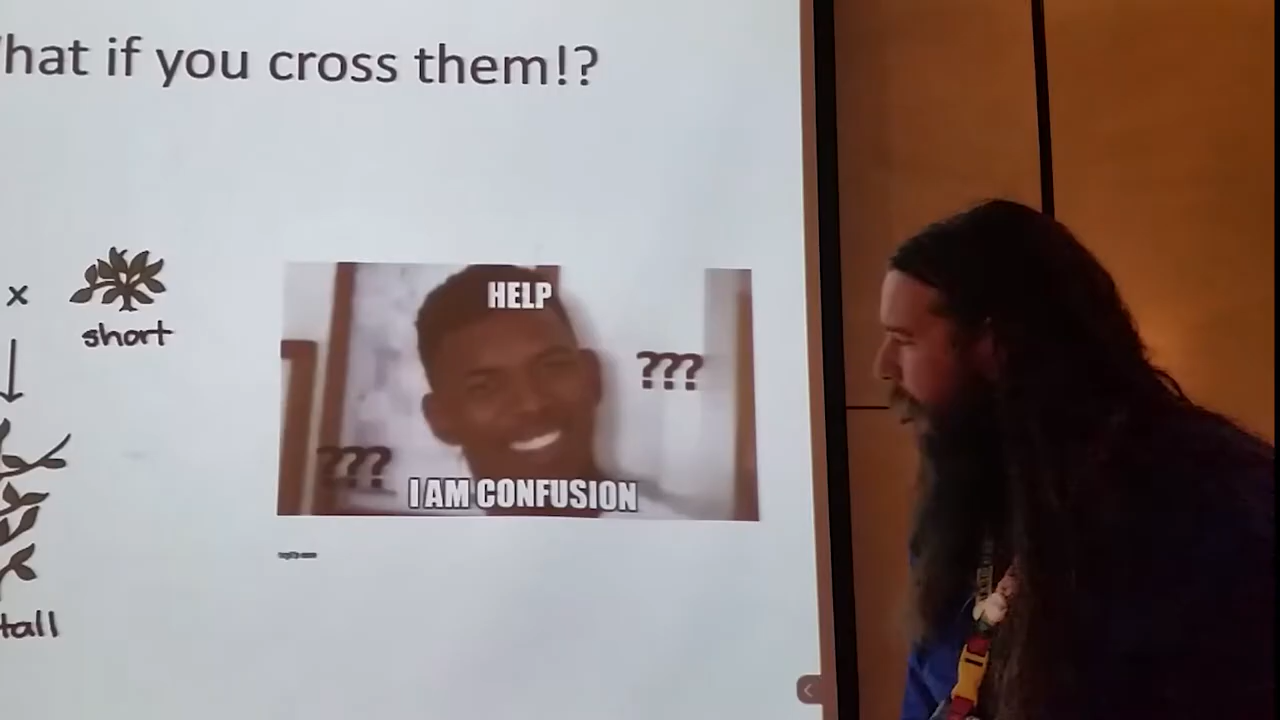 hat if you cross them!?
x
short
HELP
???
???
I AM CONFUSION
tall